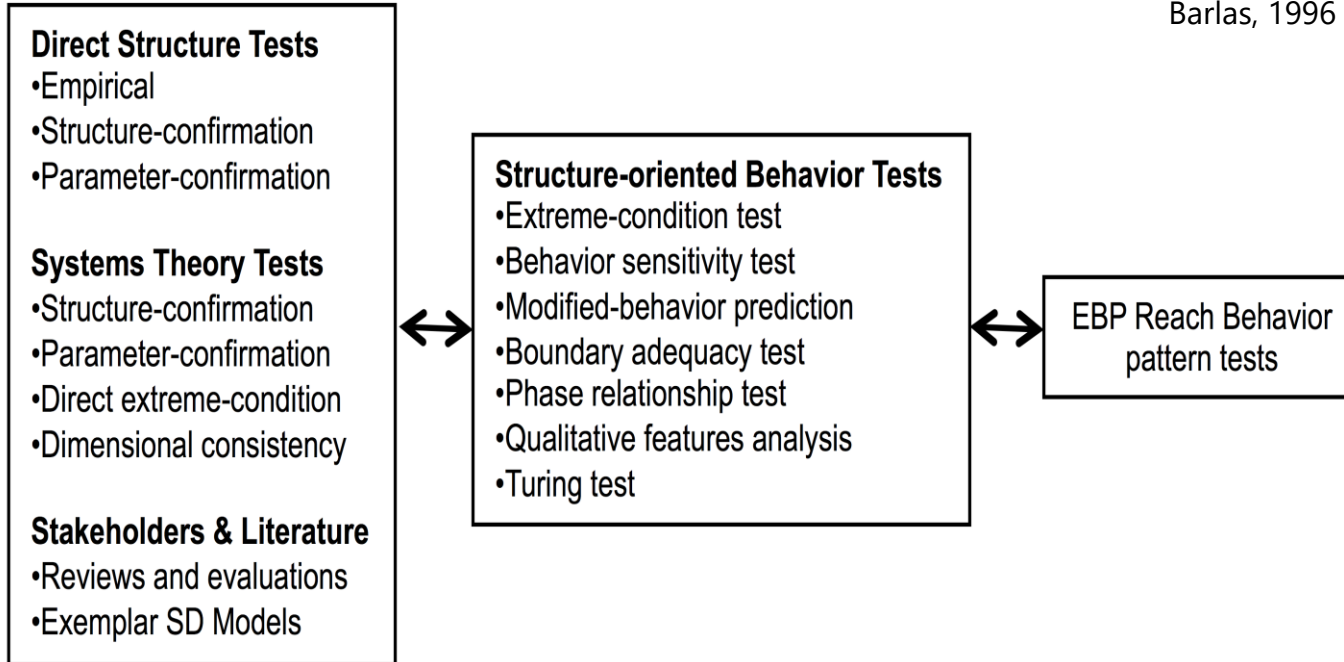 Barlas, 1996
Direct Structure Tests
•Empirical
•Structure-confirmation
•Parameter-confirmation
Systems Theory Tests
•Structure-confirmation
•Parameter-confirmation
•Direct extreme-condition
•Dimensional consistency
Stakeholders & Literature
•Reviews and evaluations
•Exemplar SD Models
Structure-oriented Behavior Tests
•Extreme-condition test
•Behavior sensitivity test
•Modified-behavior prediction
•Boundary adequacy test
•Phase relationship test
•Qualitative features analysis
•Turing test
EBP Reach Behavior
pattern tests